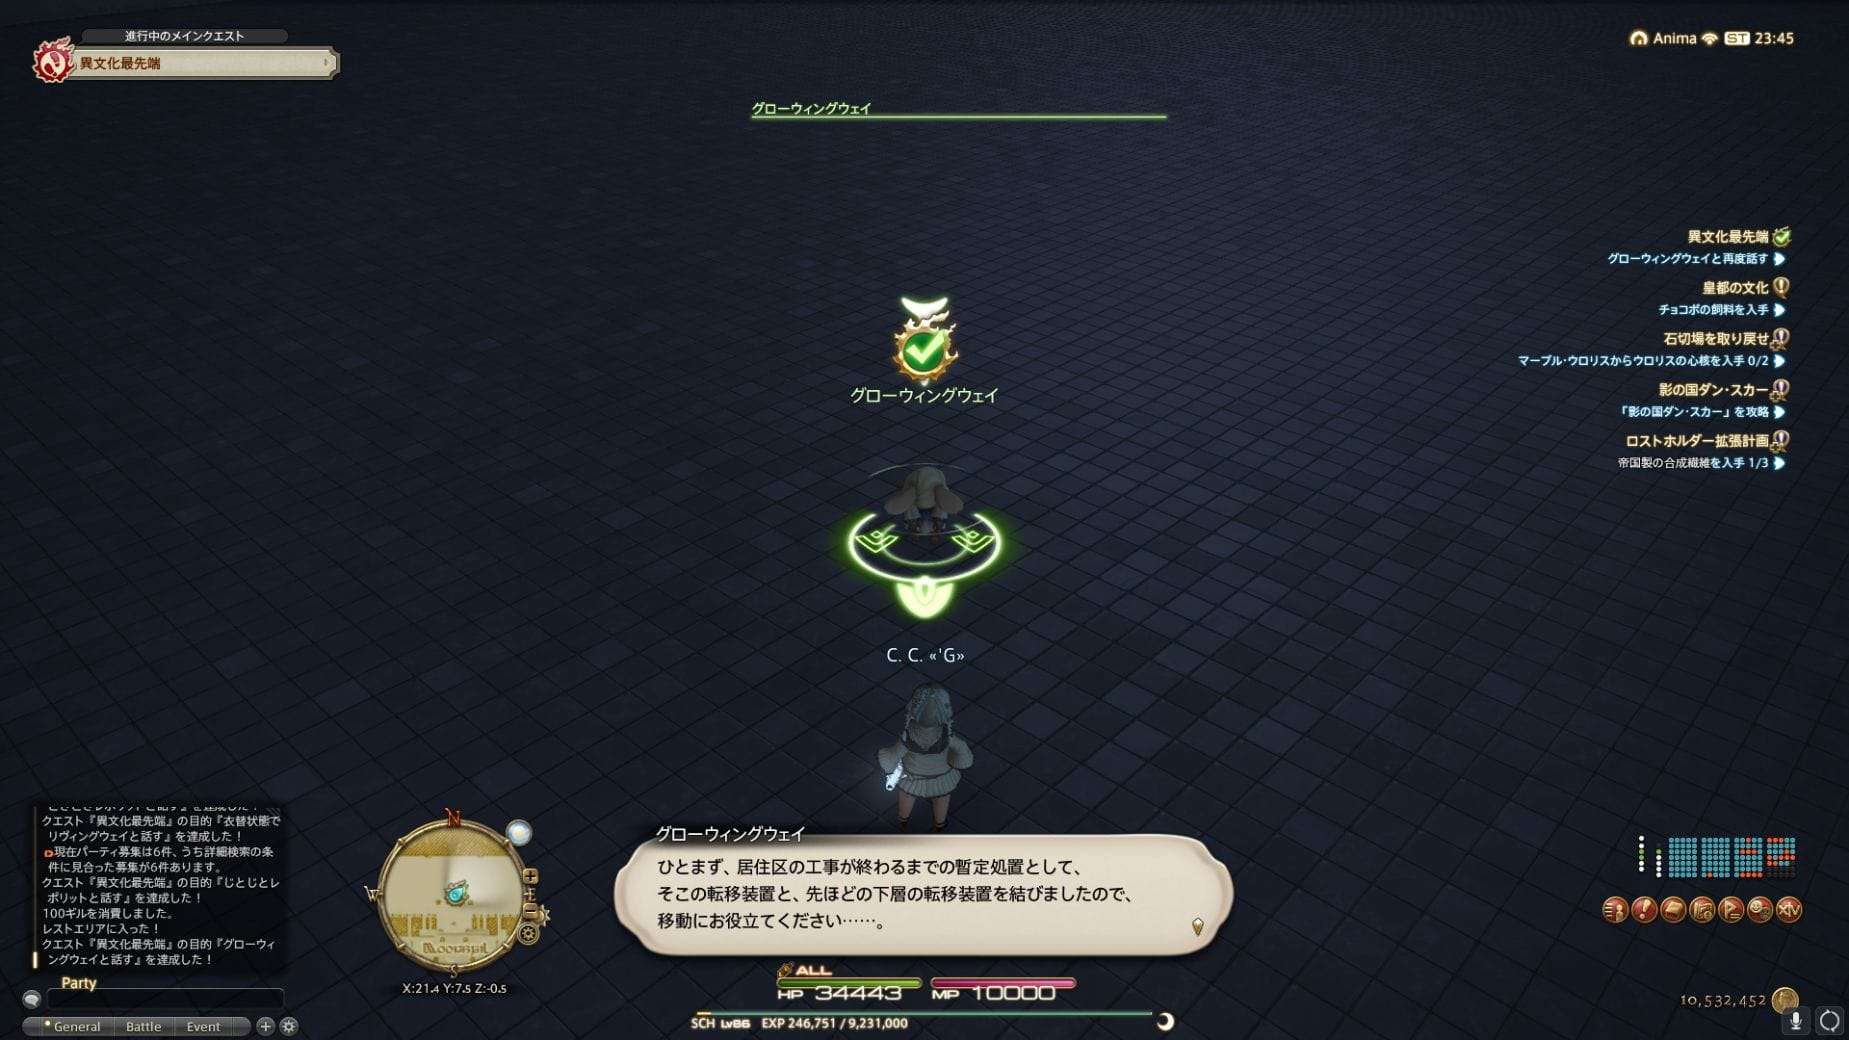 進行中のメインクエスト
異文化最先端
Anima ST 23:45
グローウィングウェイ
異文化最先端
グローウィングウェイと再度話す
皇都の文化
チョコボの飼料を入手
石切場を取り戻せ
マーブル・ウロリスからウロリスの心核を入手 0/2
影の国ダン・スカー
「影の国ダン・スカー」を攻略
ロストホルダー拡張計画
帝国製の合成繊維を入手 1/3
グローウィングウェイ
C. C. «'G»
クエスト『異文化最先端』の目的『衣替状態で
リヴィングウェイと話す』を達成した！
現在パーティ募集は6件、うち詳細検索の条
件に見合った募集が6件あります。
クエスト『異文化最先端』の目的『じとじとレ
ポリットと話す』を達成した！
100ギルを消費しました。
レストエリアに入った！
クエスト『異文化最先端』の目的『グローウィ
ングウェイと話す』を達成した！
Party
General Battle Event
N
W
E
S
X:21.4 Y:7.5 Z:-0.5
グローウィングウェイ
ひとまず、居住区の工事が終わるまでの暫定処置として、
そこの転移装置と、先ほどの下層の転移装置を結びましたので、
移動にお役立てください……。
ALL
HP 34443 MP 10000
SCH Lv86 EXP 246,751 / 9,231,000
XIV
10,532,452